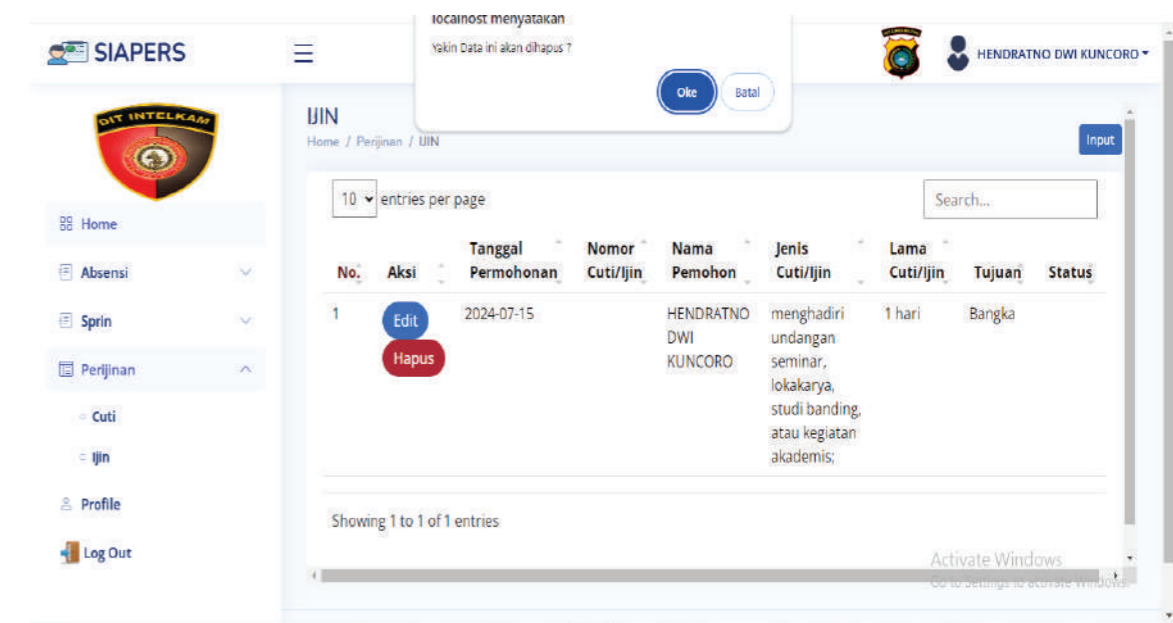 localhost menyatakan
Yakin Data ini akan dihapus ?
Oke Batal
SIAPERS
HENDRATNO DWI KUNCORO
DIT INTELKAM
IJIN
Home / Perijinan / IJIN
Input
10 entries per page
Search...
Home
Absensi
Sprin
Perijinan
Cuti
Ijin
Profile
Log Out
No. Aksi Tanggal Permohonan Nomor Cuti/Ijin Nama Pemohon Jenis Cuti/Ijin Lama Cuti/Ijin Tujuan Status
1 Edit 2024-07-15 HENDRATNO menghadiri 1 hari Bangka
Hapus DWI undangan
KUNCORO seminar,
lokakarya,
studi banding,
atau kegiatan
akademis;
Showing 1 to 1 of 1 entries
Activate Windows
Go to Settings to activate Windows.